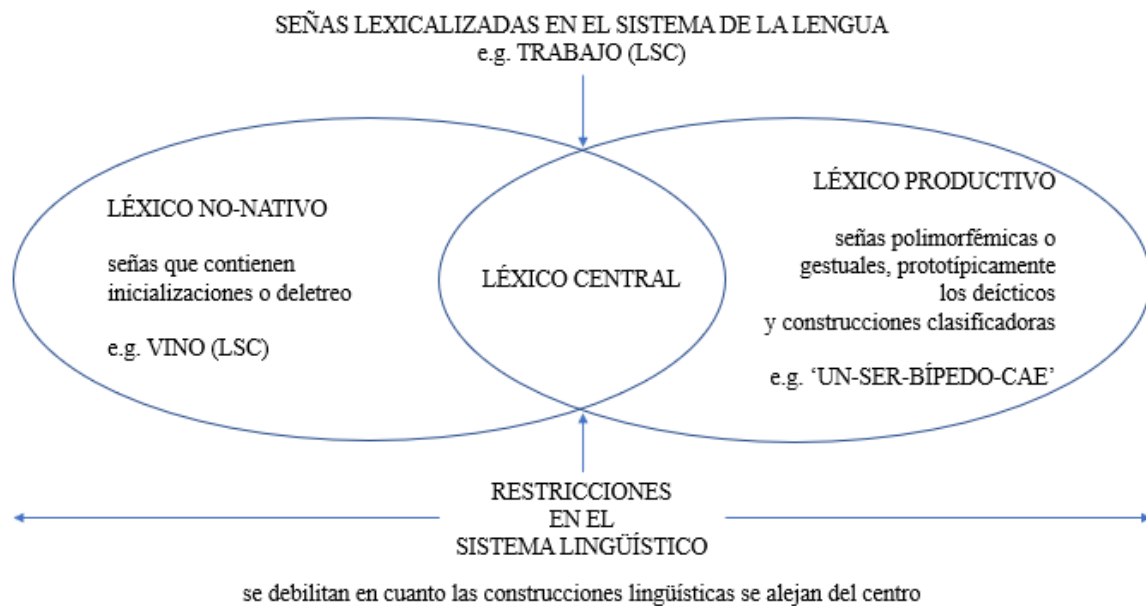 SEÑAS LEXICALIZADAS EN EL SISTEMA DE LA LENGUA
e.g. TRABAJO (LSC)
LÉXICO NO-NATIVO
señas que contienen
inicializaciones o deletreo
e.g. VINO (LSC)
LÉXICO CENTRAL
LÉXICO PRODUCTIVO
señas polimorfémicas o
gestuales, prototípicamente
los deícticos
y construcciones clasificadoras
e.g. ‘UN-SER-BÍPEDO-CAE’
RESTRICCIONES
EN EL
SISTEMA LINGÜÍSTICO
se debilitan en cuanto las construcciones lingüísticas se alejan del centro